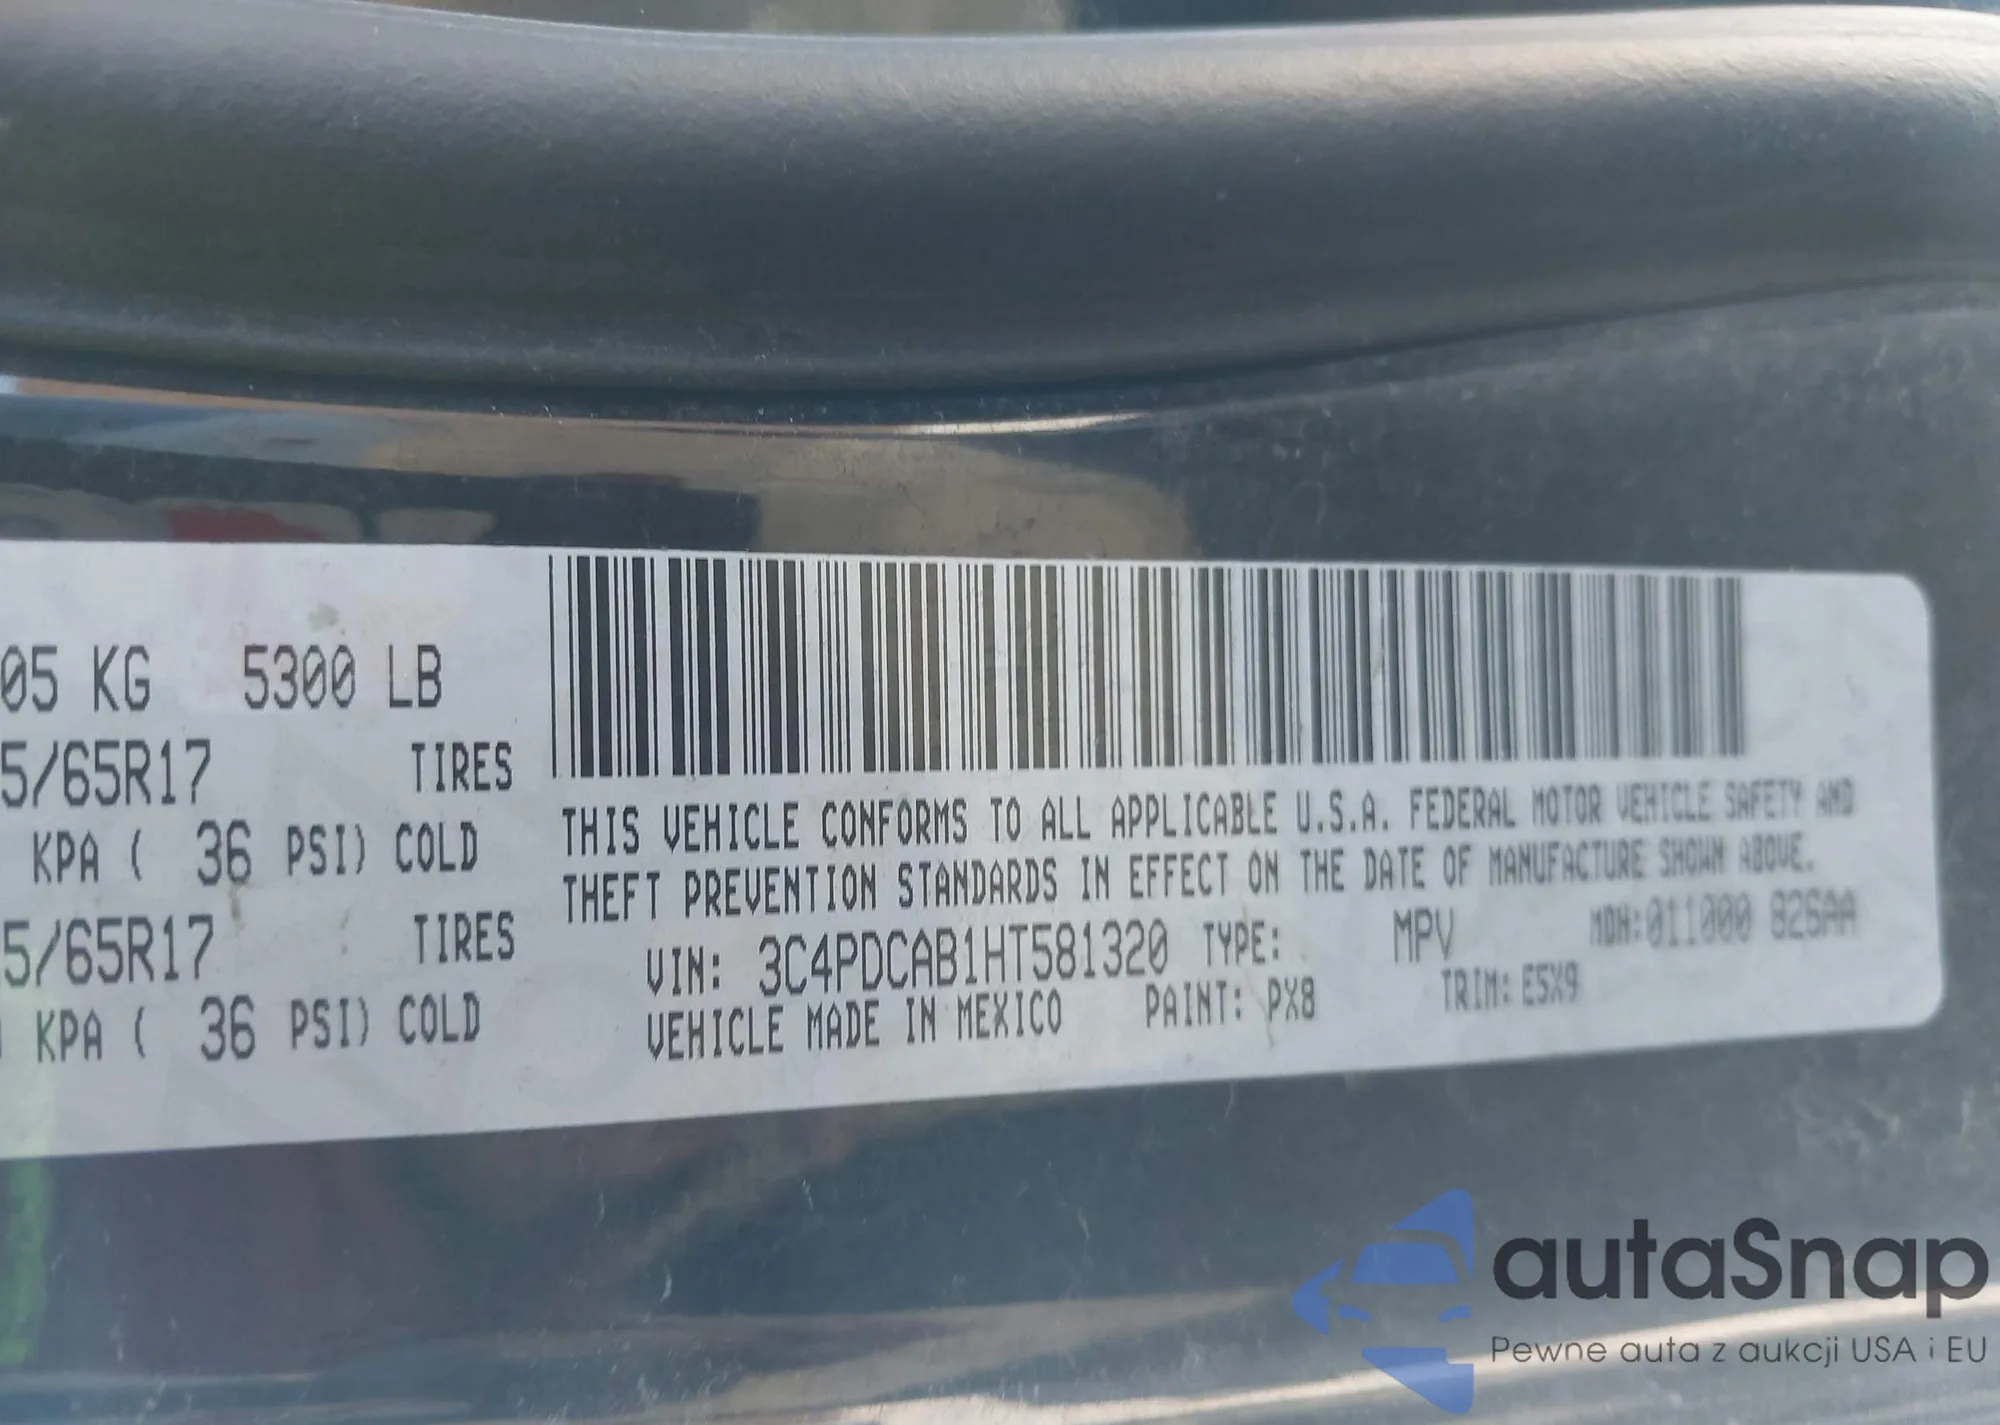 05 KG 5300 LB
5/65R17 TIRES
KPA ( 36 PSI) COLD
5/65R17 TIRES
KPA ( 36 PSI) COLD
THIS VEHICLE CONFORMS TO ALL APPLICABLE U.S.A. FEDERAL MOTOR VEHICLE SAFETY AND
THEFT PREVENTION STANDARDS IN EFFECT ON THE DATE OF MANUFACTURE SHOWN ABOVE.
VIN: 3C4PDCAB1HT581320 TYPE: MPV MDH:011000 826AA
VEHICLE MADE IN MEXICO PAINT: PX8 TRIM: E5X9
autaSnap
Pewne auta z aukcji USA i EU